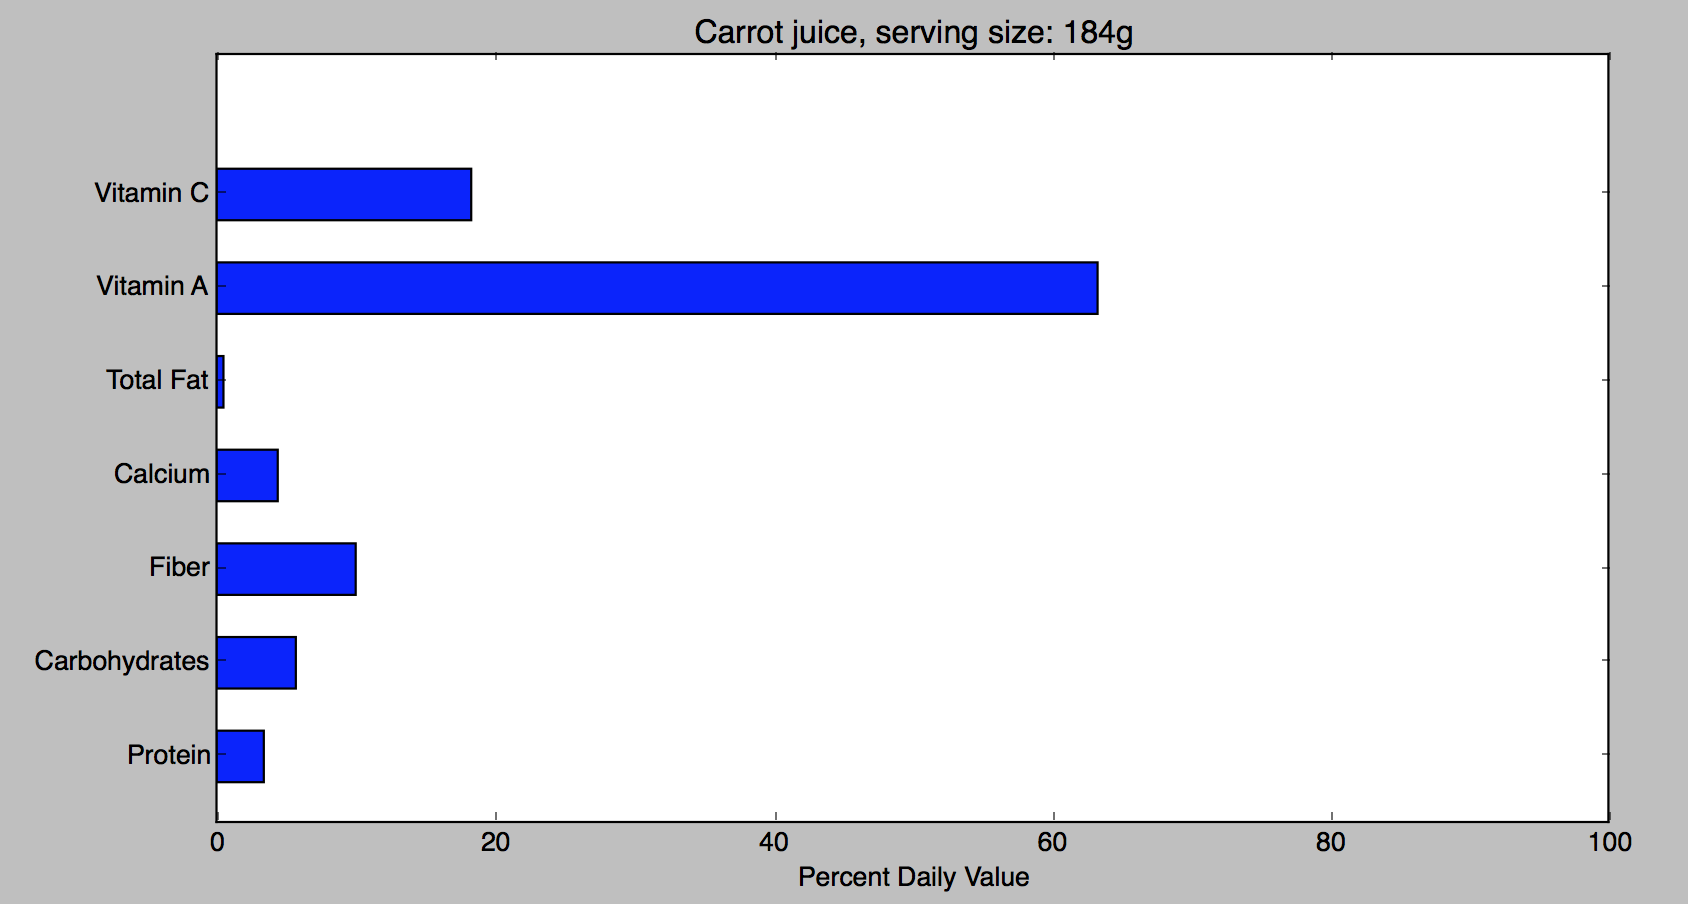 Carrot juice, serving size: 184g
Vitamin C
Vitamin A
Total Fat
Calcium
Fiber
Carbohydrates
Protein
0 20 40 60 80 100
Percent Daily Value